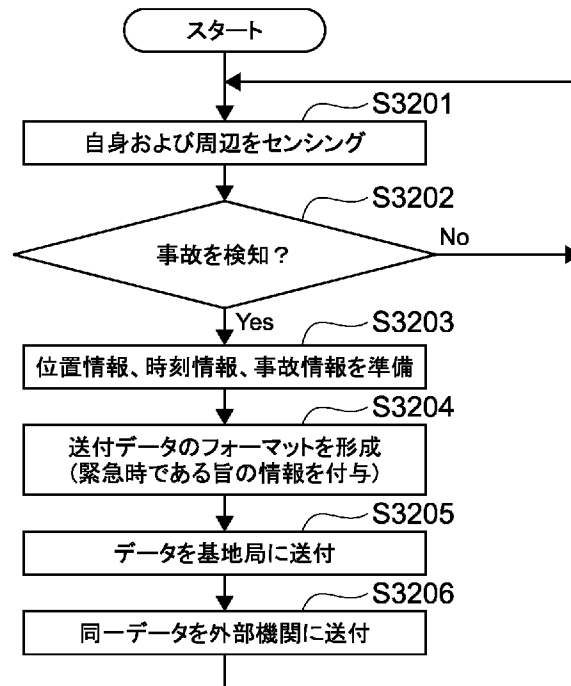 スタート
S3201
自身および周辺をセンシング
S3202
事故を検知？
No
Yes
S3203
位置情報、時刻情報、事故情報を準備
S3204
送付データのフォーマットを形成
（緊急時である旨の情報を付与）
S3205
データを基地局に送付
S3206
同一データを外部機関に送付